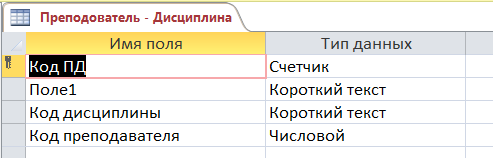 Преподователь - Дисциплина
Имя поля Тип данных
Код ПД Счетчик
Поле1 Короткий текст
Код дисциплины Короткий текст
Код преподавателя Числовой